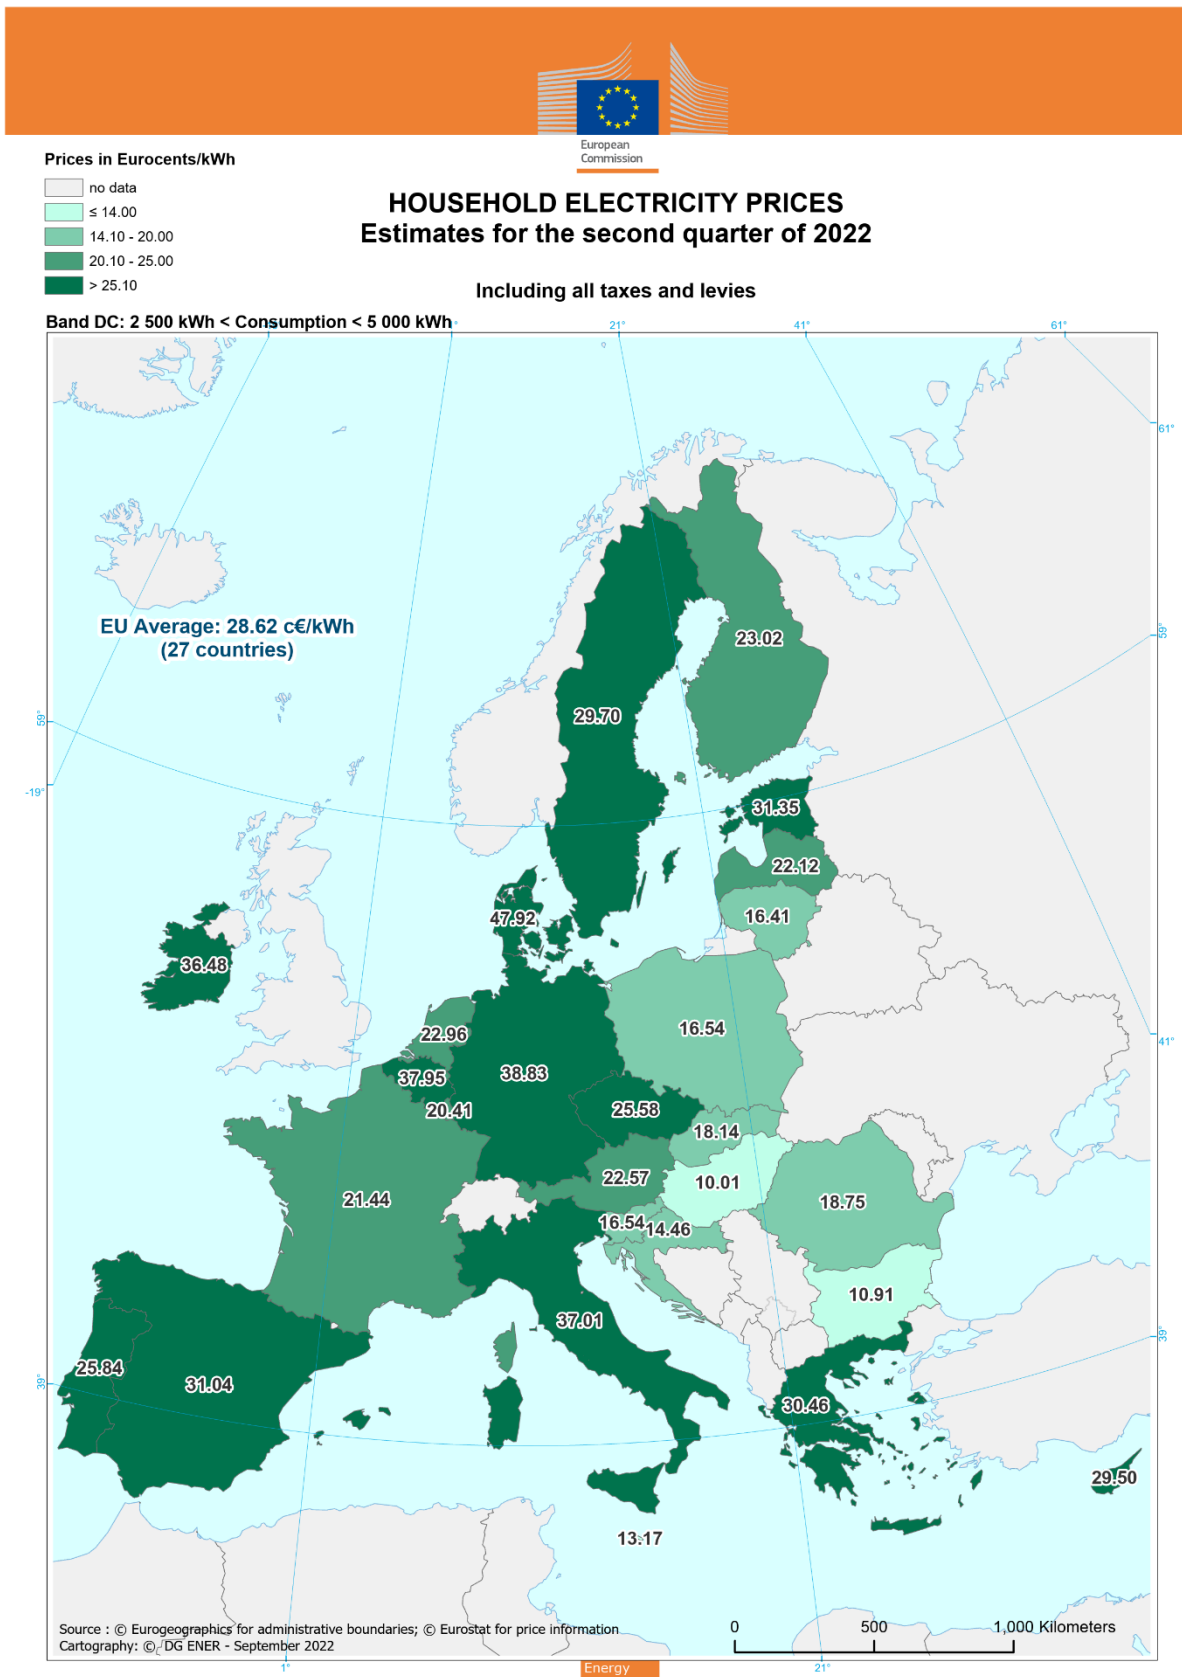 European
Commission
Prices in Eurocents/kWh
no data
≤ 14.00
14.10 - 20.00
20.10 - 25.00
> 25.10
HOUSEHOLD ELECTRICITY PRICES
Estimates for the second quarter of 2022
Including all taxes and levies
Band DC: 2 500 kWh < Consumption < 5 000 kWh
21°
41°
61°
61°
EU Average: 28.62 c€/kWh
(27 countries)
23.02
59°
29.70
59°
-19°
31.35
22.12
47.92
16.41
36.48
16.54
22.96
41°
38.83
37.95
25.58
20.41
18.14
22.57
10.01
21.44
18.75
16.54
14.46
10.91
37.01
39°
25.84
31.04
39°
30.46
29.50
13.17
Source : © Eurogeographics for administrative boundaries; © Eurostat for price information
Cartography: © DG ENER - September 2022
0 500 1,000 Kilometers
1°
21°
Energy